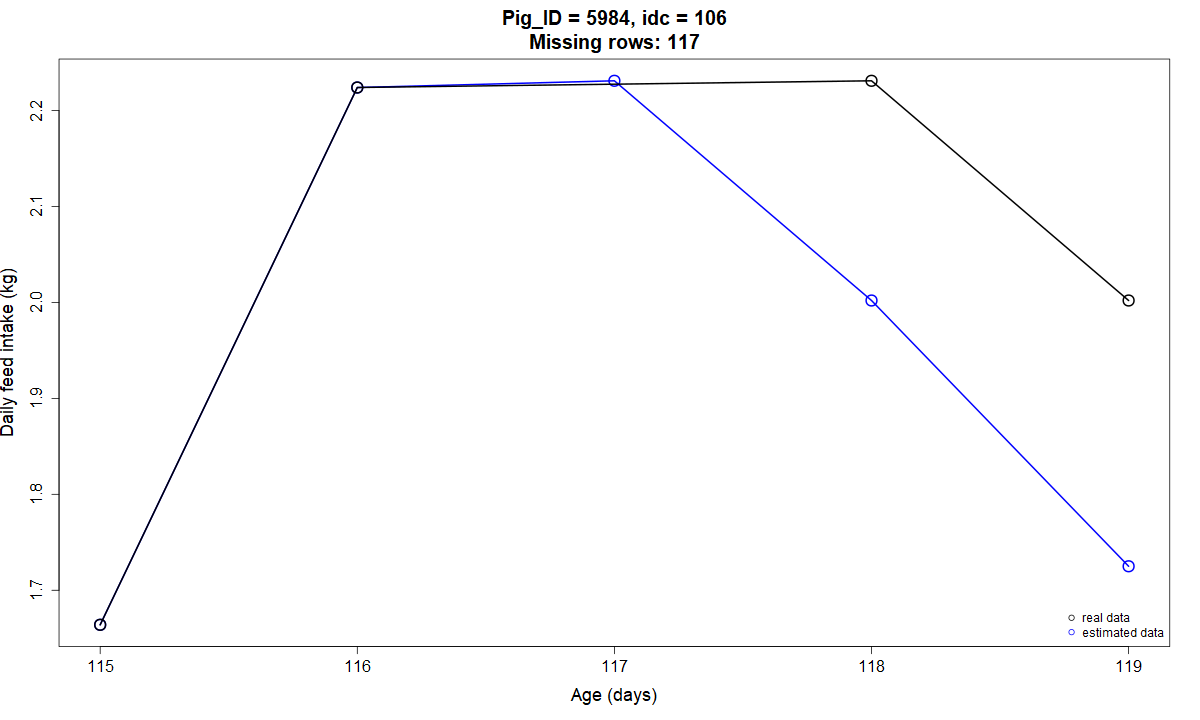 Pig_ID = 5984, idc = 106
Missing rows: 117
Daily feed intake (kg)
2.2
2.1
2.0
1.9
1.8
1.7
real data
estimated data
115 116 117 118 119
Age (days)